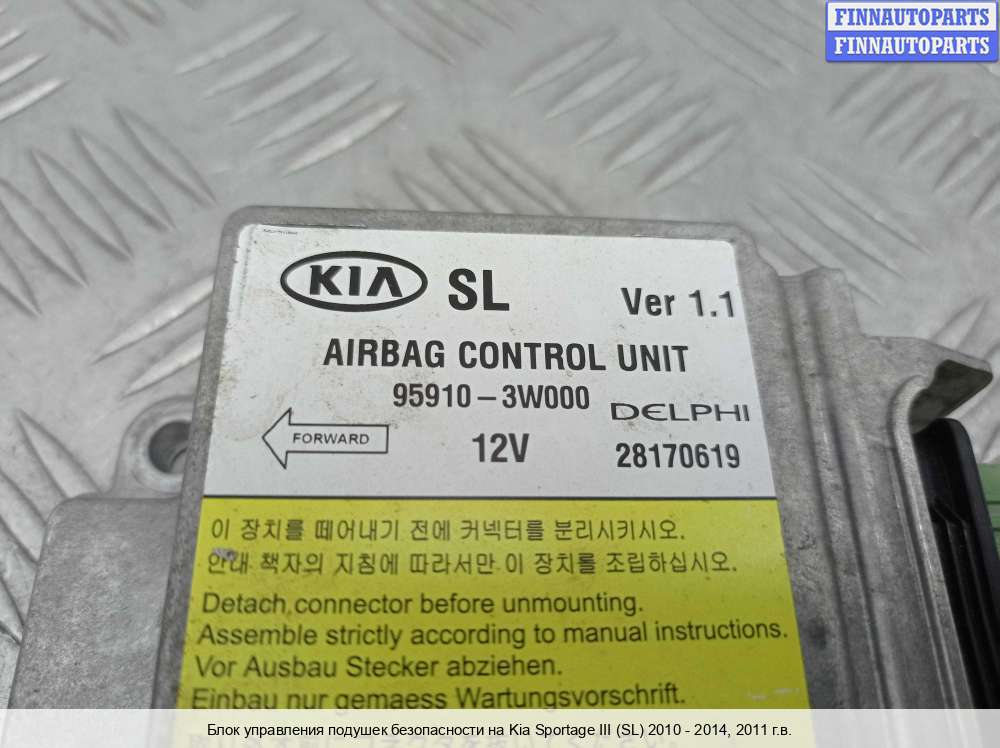 FINNAUTOPARTS
FINNAUTOPARTS
KIA SL Ver 1.1
AIRBAG CONTROL UNIT
95910-3W000 DELPHI
FORWARD 12V 28170619
이 장치를 떼어내기 전에 커넥터를 분리시키시오.
안내 책자의 지침에 따라서만 이 장치를 조립하십시오.
Detach connector before unmounting.
Assemble strictly according to manual instructions.
Vor Ausbau Stecker abziehen.
Einbau nur gemaess Wartungsvorschrift.
Блок управления подушек безопасности на Kia Sportage III (SL) 2010 - 2014, 2011 г.в.